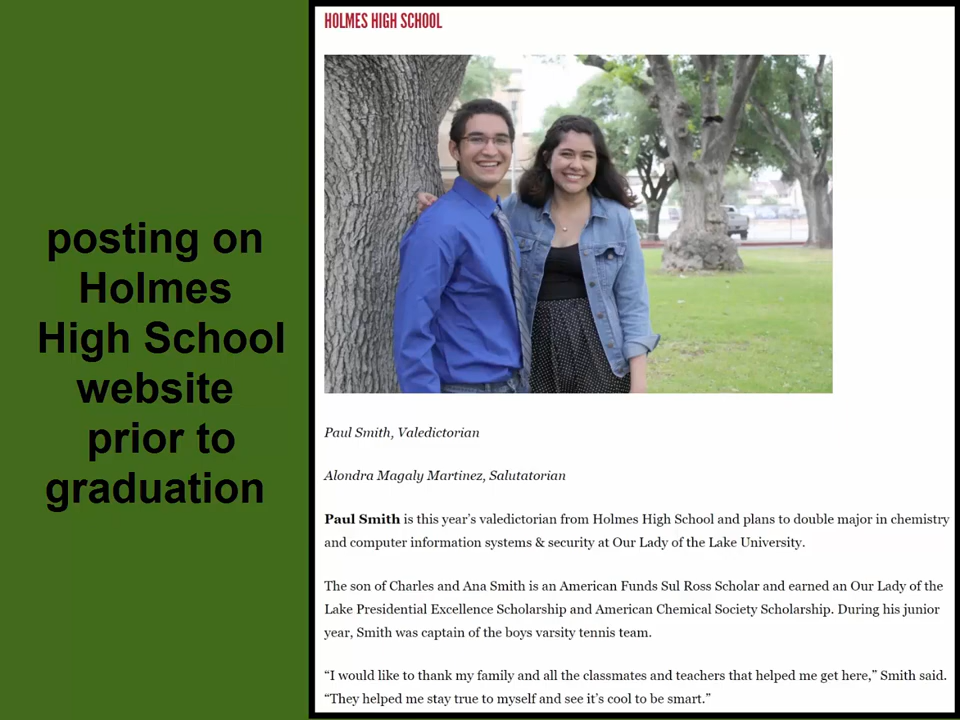 posting on
Holmes
High School
website
prior to
graduation
HOLMES HIGH SCHOOL
Paul Smith, Valedictorian
Alondra Magaly Martinez, Salutatorian
Paul Smith is this year’s valedictorian from Holmes High School and plans to double major in chemistry
and computer information systems & security at Our Lady of the Lake University.
The son of Charles and Ana Smith is an American Funds Sul Ross Scholar and earned an Our Lady of the
Lake Presidential Excellence Scholarship and American Chemical Society Scholarship. During his junior
year, Smith was captain of the boys varsity tennis team.
“I would like to thank my family and all the classmates and teachers that helped me get here,” Smith said.
“They helped me stay true to myself and see it’s cool to be smart.”